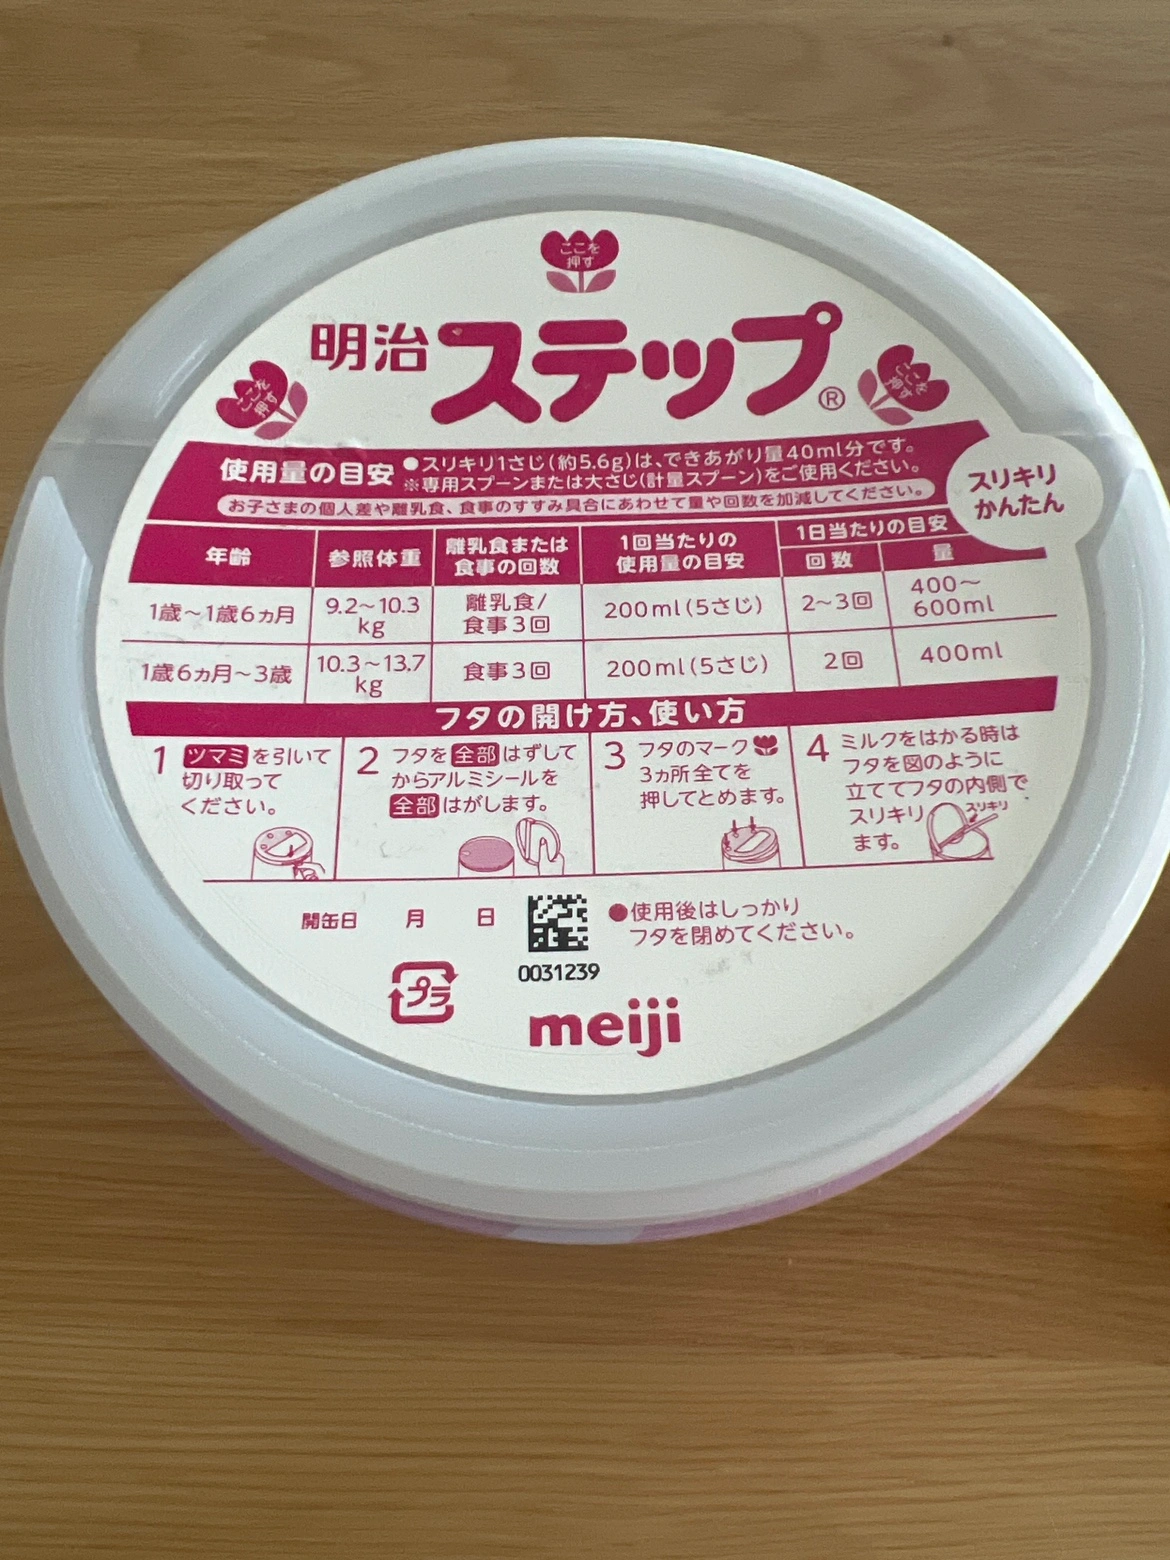 ここを
押す
明治ステップ®
ここを
押す
ここを
押す
使用量の目安
●スリキリ1さじ(約5.6g)は、できあがり量40ml分です。
※専用スプーンまたは大さじ(計量スプーン)をご使用ください。
お子さまの個人差や離乳食、食事のすすみ具合にあわせて量や回数を加減してください。
スリキリ
かんたん
年齢 参照体重 離乳食または食事の回数 1回当たりの使用量の目安 1日当たりの目安
回数 量
1歳~1歳6ヵ月 9.2~10.3kg 離乳食/食事3回 200ml(5さじ) 2~3回 400~600ml
1歳6ヵ月~3歳 10.3~13.7kg 食事3回 200ml(5さじ) 2回 400ml
フタの開け方、使い方
1 ツマミを引いて
切り取って
ください。
2 フタを全部はずして
からアルミシールを
全部はがします。
3 フタのマーク
3ヵ所全てを
押してとめます。
4 ミルクをはかる時は
フタを図のように
立ててフタの内側で
スリキリ
ます。
スリキリ
開缶日 月 日
●使用後はしっかり
フタを閉めてください。
0031239
プラ
meiji